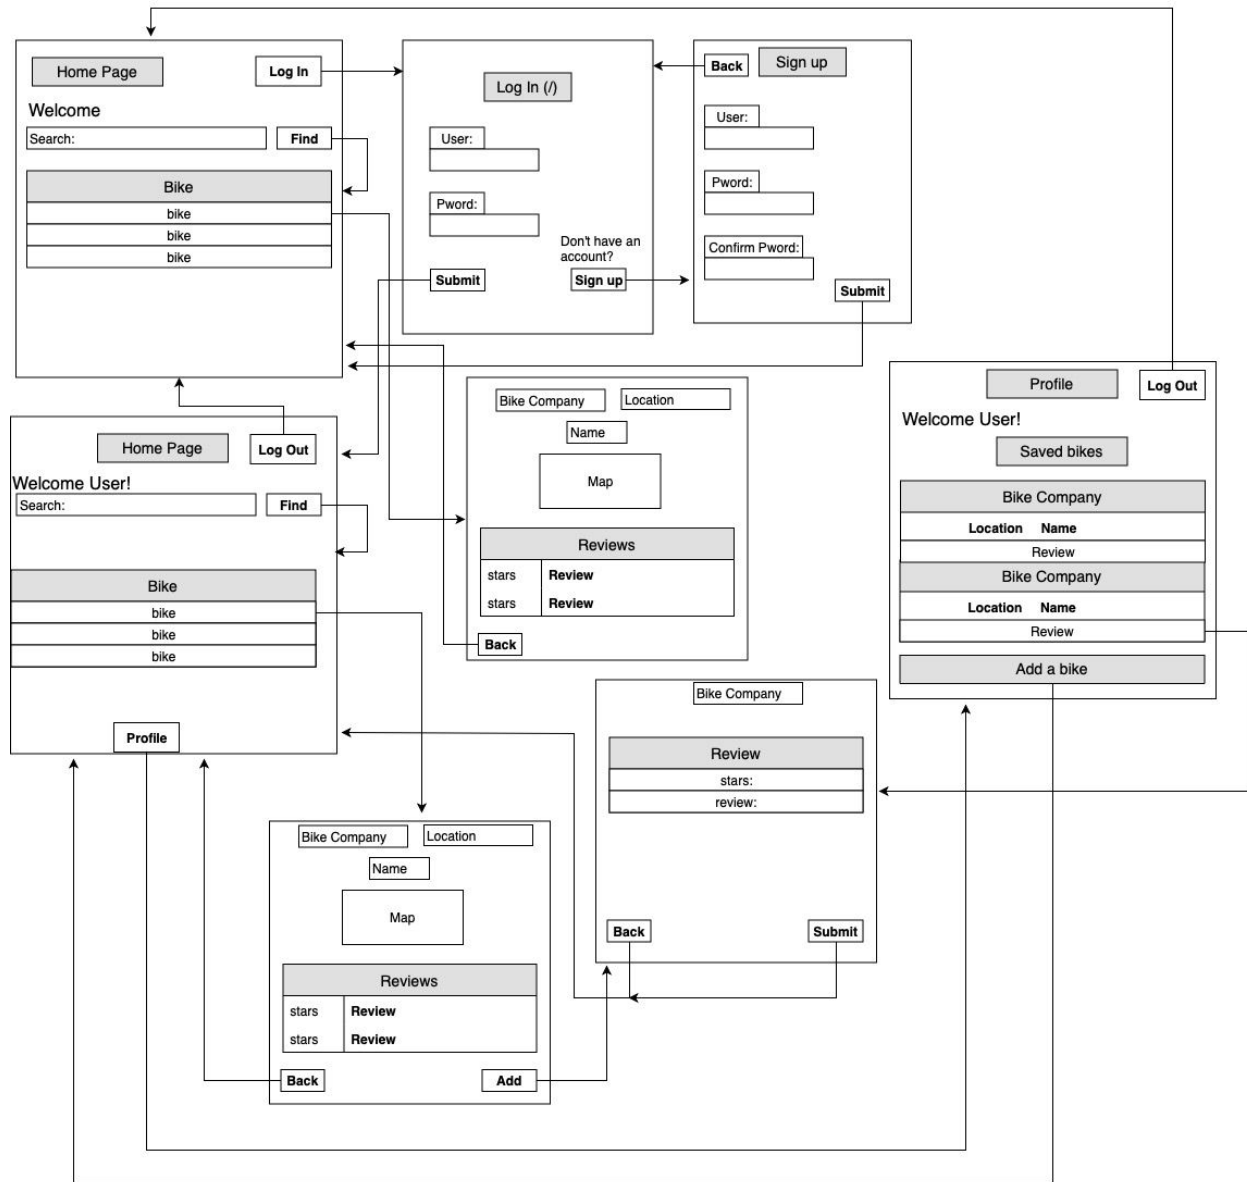 Home Page
Log In
Welcome
Search:
Find
Bike
bike
bike
bike
Log In (/)
User:
Pword:
Don't have an
account?
Submit
Sign up
Back
Sign up
User:
Pword:
Confirm Pword:
Submit
Home Page
Log Out
Welcome User!
Search:
Find
Bike
bike
bike
bike
Profile
Bike Company
Location
Name
Map
Reviews
stars
Review
stars
Review
Back
Profile
Log Out
Welcome User!
Saved bikes
Bike Company
Location Name
Review
Bike Company
Location Name
Review
Add a bike
Bike Company
Review
stars:
review:
Back
Submit
Bike Company
Location
Name
Map
Reviews
stars
Review
stars
Review
Back
Add